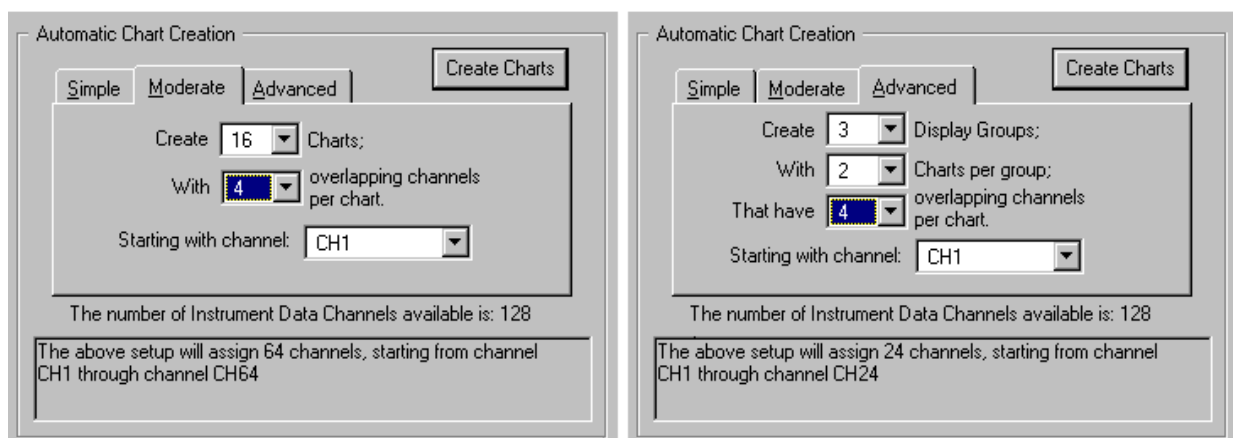 Automatic Chart Creation
Create Charts
Simple Moderate Advanced
Create 16 Charts;
With 4 overlapping channels
per chart.
Starting with channel: CH1
The number of Instrument Data Channels available is: 128
The above setup will assign 64 channels, starting from channel
CH1 through channel CH64
Automatic Chart Creation
Create Charts
Simple Moderate Advanced
Create 3 Display Groups;
With 2 Charts per group;
That have 4 overlapping channels
per chart.
Starting with channel: CH1
The number of Instrument Data Channels available is: 128
The above setup will assign 24 channels, starting from channel
CH1 through channel CH24